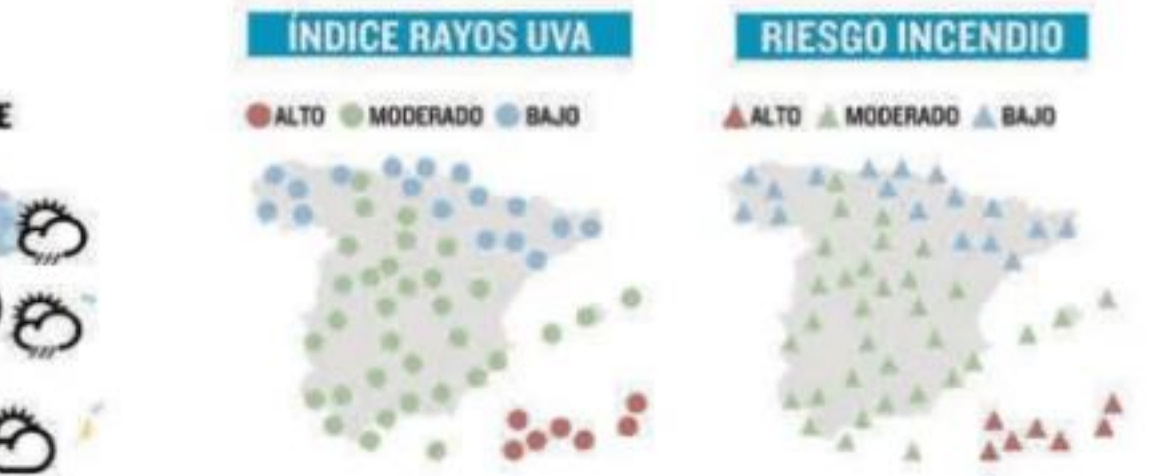 ÍNDICE RAYOS UVA
RIESGO INCENDIO
E
ALTO MODERADO BAJO
ALTO MODERADO BAJO